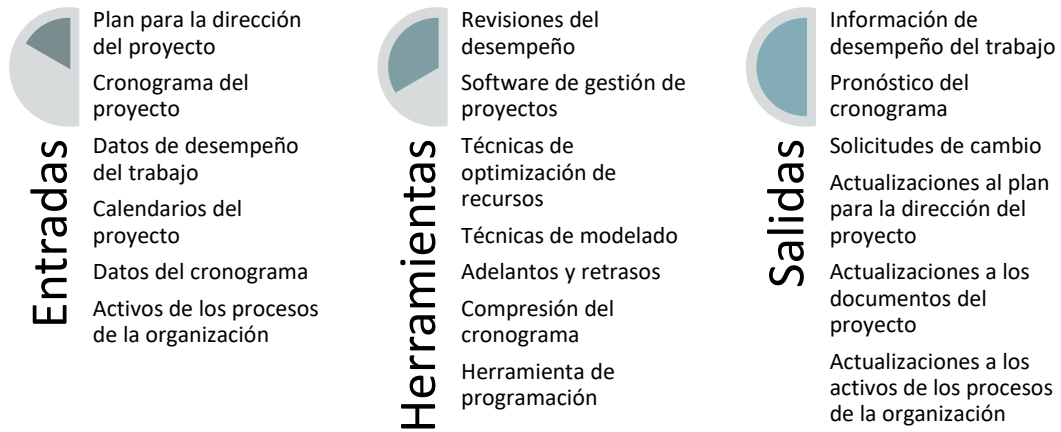 Entradas
Plan para la dirección
del proyecto
Cronograma del
proyecto
Datos de desempeño
del trabajo
Calendarios del
proyecto
Datos del cronograma
Activos de los procesos
de la organización
Herramientas
Revisiones del
desempeño
Software de gestión de
proyectos
Técnicas de
optimización de
recursos
Técnicas de modelado
Adelantos y retrasos
Compresión del
cronograma
Herramienta de
programación
Salidas
Información de
desempeño del trabajo
Pronóstico del
cronograma
Solicitudes de cambio
Actualizaciones al plan
para la dirección del
proyecto
Actualizaciones a los
documentos del
proyecto
Actualizaciones a los
activos de los procesos
de la organización